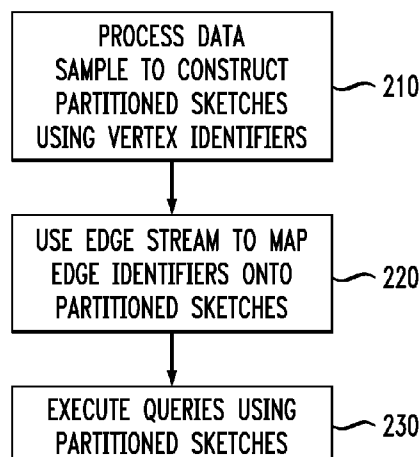 PROCESS DATA
SAMPLE TO CONSTRUCT
PARTITIONED SKETCHES
USING VERTEX IDENTIFIERS
210
USE EDGE STREAM TO MAP
EDGE IDENTIFIERS ONTO
PARTITIONED SKETCHES
220
EXECUTE QUERIES USING
PARTITIONED SKETCHES
230